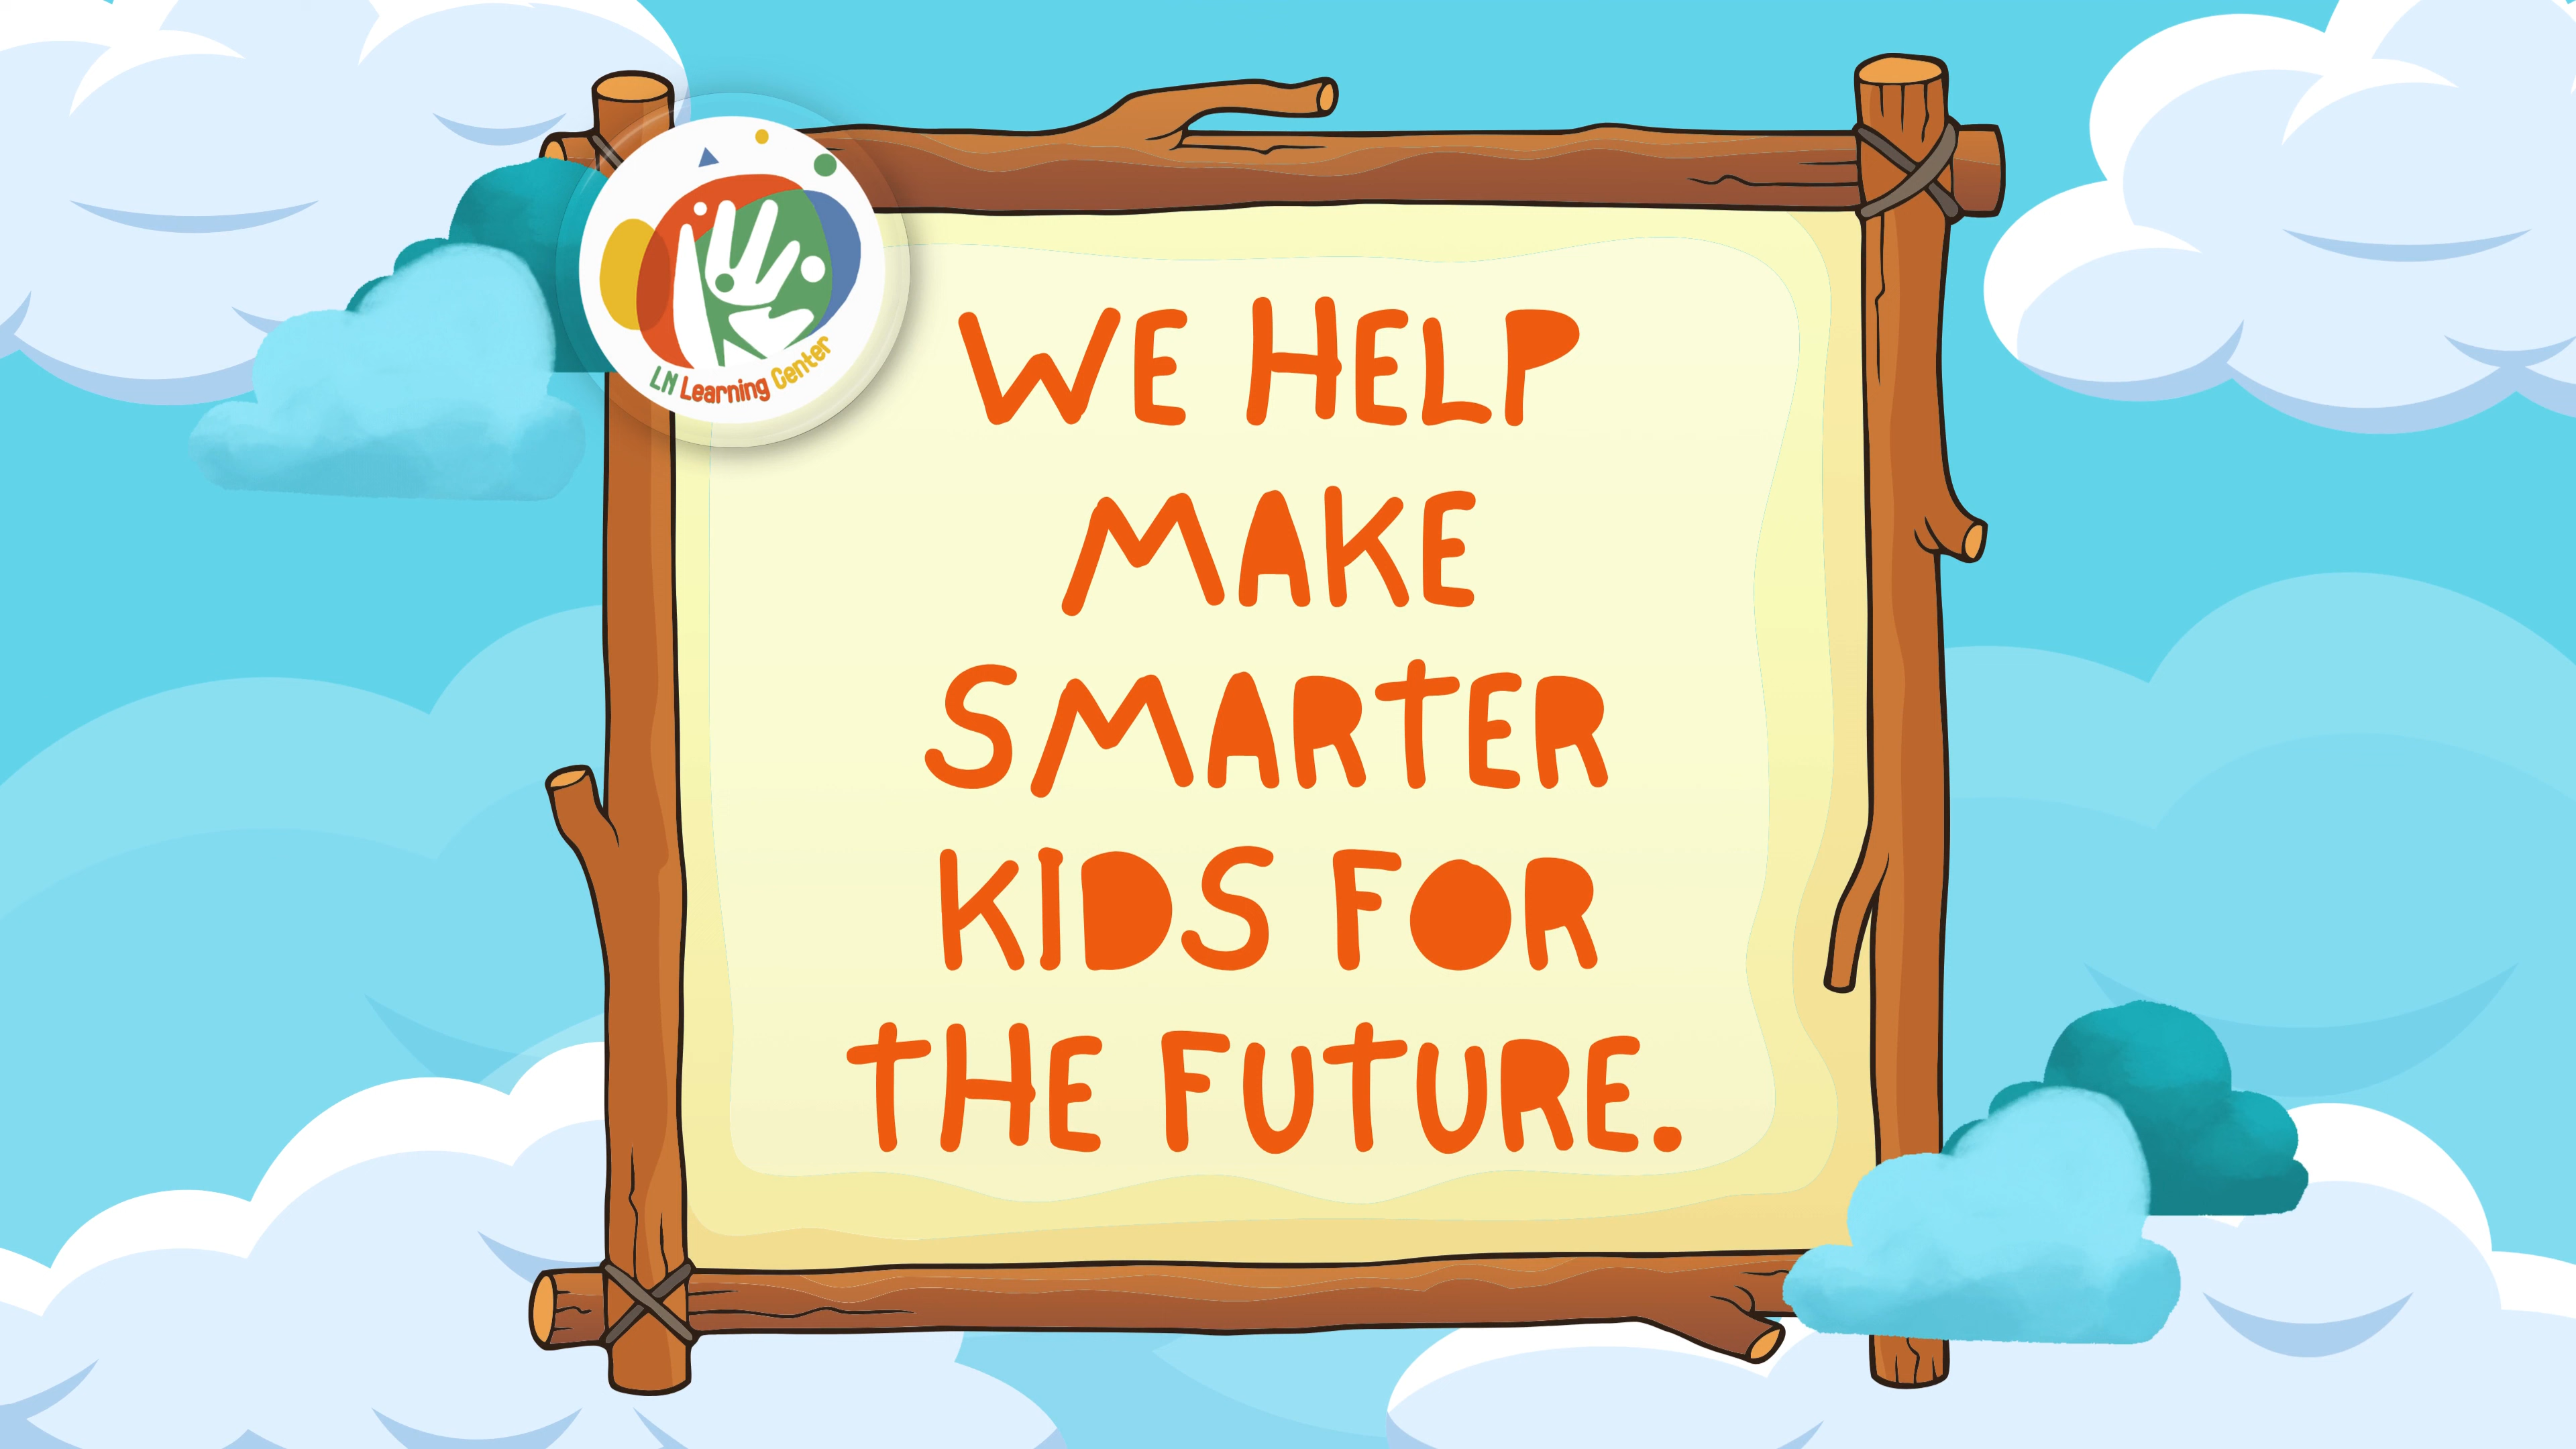 LN Learning Center
WE HELP
MAKE
SMARTER
KIDS FOR
THE FUTURE.